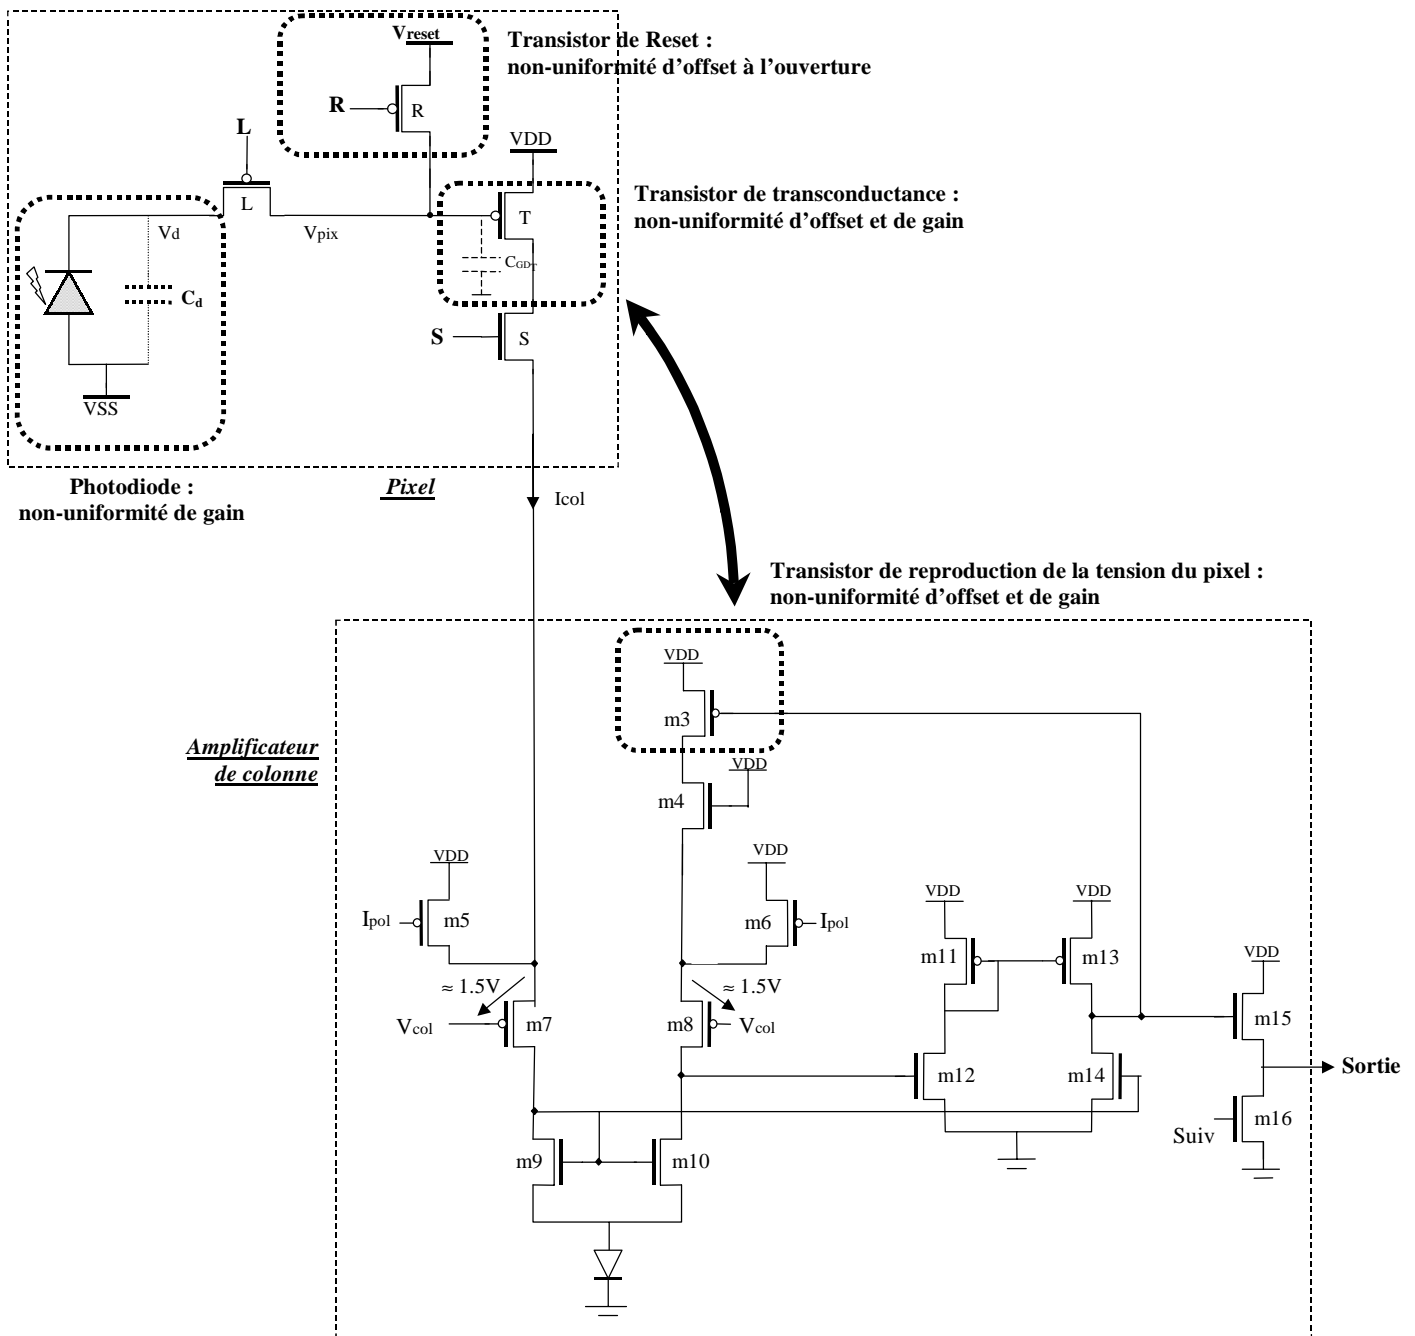 Vreset
Transistor de Reset :
non-uniformité d'offset à l'ouverture
R
R
L
VDD
L
Transistor de transconductance :
non-uniformité d'offset et de gain
T
Vd
Vpix
CGDT
Cd
S
S
VSS
Photodiode :
non-uniformité de gain
Pixel
Icol
Transistor de reproduction de la tension du pixel :
non-uniformité d'offset et de gain
VDD
m3
Amplificateur
de colonne
VDD
m4
VDD
VDD
Ipol
m5
m6
Ipol
VDD
VDD
m11
m13
VDD
≈ 1.5V
≈ 1.5V
Vcol
m7
m8
Vcol
m15
m12
m14
Sortie
m16
Suiv
m9
m10